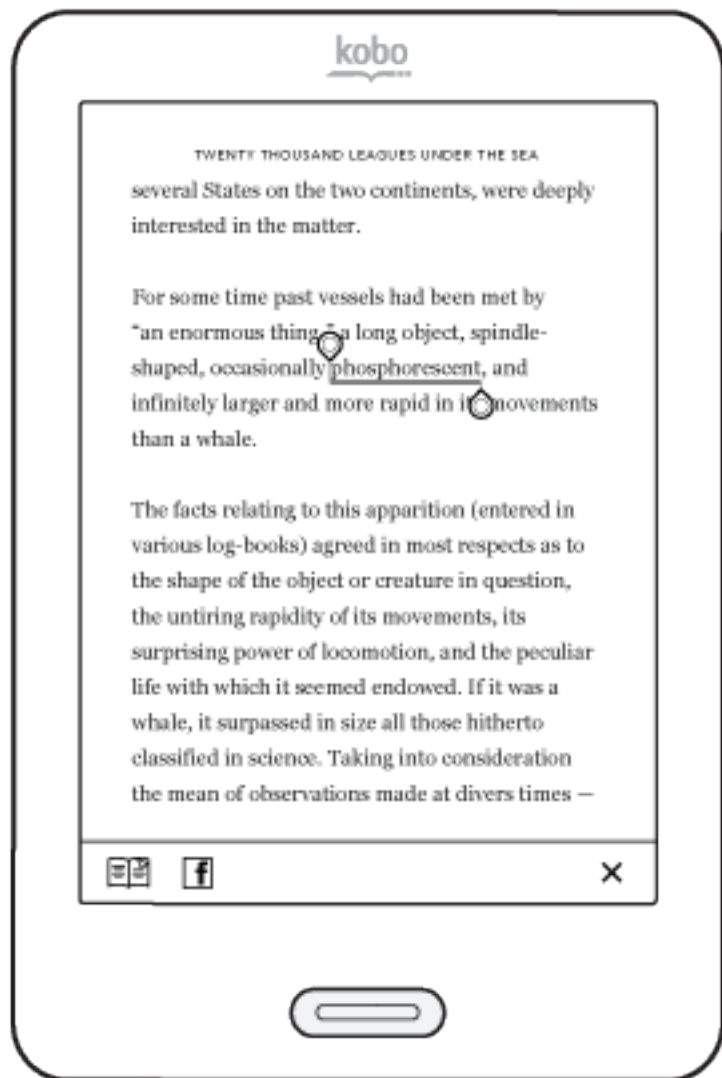 kobo
TWENTY THOUSAND LEAGUES UNDER THE SEA
several States on the two continents, were deeply
interested in the matter.
For some time past vessels had been met by
"an enormous thing," a long object, spindle-
shaped, occasionally phosphorescent, and
infinitely larger and more rapid in its movements
than a whale.
The facts relating to this apparition (entered in
various log-books) agreed in most respects as to
the shape of the object or creature in question,
the untiring rapidity of its movements, its
surprising power of locomotion, and the peculiar
life with which it seemed endowed. If it was a
whale, it surpassed in size all those hitherto
classified in science. Taking into consideration
the mean of observations made at divers times —
f